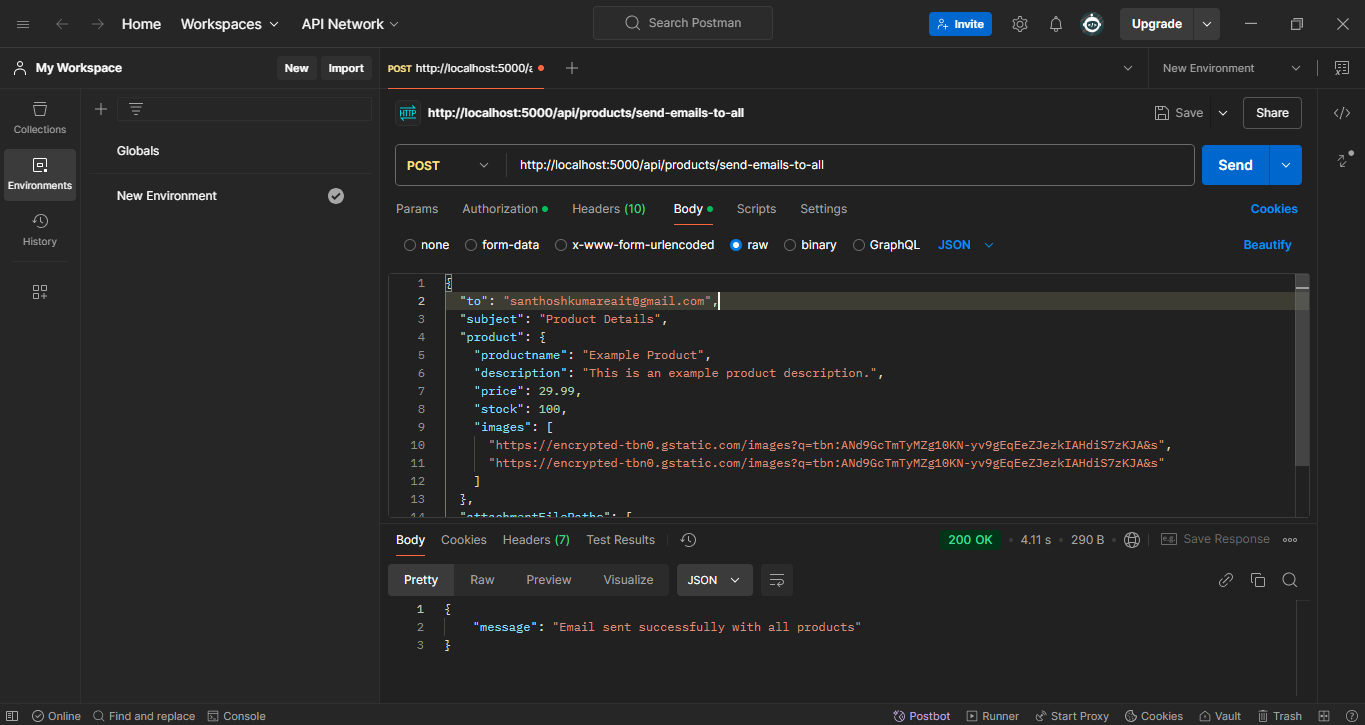 Home Workspaces API Network Search Postman Invite Upgrade
My Workspace New Import POST http://localhost:5000/a New Environment
http://localhost:5000/api/products/send-emails-to-all Save Share
Collections
Globals
POST http://localhost:5000/api/products/send-emails-to-all Send
Environments
New Environment
Params Authorization Headers (10) Body Scripts Settings Cookies
History
none form-data x-www-form-urlencoded raw binary GraphQL JSON Beautify
1 {
2 "to": "santhoshkumareait@gmail.com",
3 "subject": "Product Details",
4 "product": {
5 "productname": "Example Product",
6 "description": "This is an example product description.",
7 "price": 29.99,
8 "stock": 100,
9 "images": [
10 "https://encrypted-tbn0.gstatic.com/images?q=tbn:ANd9GcTmTyMZg10KN-yv9gEqEeZJezkIAHdiS7zKJA&s",
11 "https://encrypted-tbn0.gstatic.com/images?q=tbn:ANd9GcTmTyMZg10KN-yv9gEqEeZJezkIAHdiS7zKJA&s"
12 ]
13 },
14 "attachmentFilePaths": [
Body Cookies Headers (7) Test Results 200 OK 4.11 s 290 B Save Response
Pretty Raw Preview Visualize JSON
1 {
2 "message": "Email sent successfully with all products"
3 }
Online Find and replace Console Postbot Runner Start Proxy Cookies Vault Trash